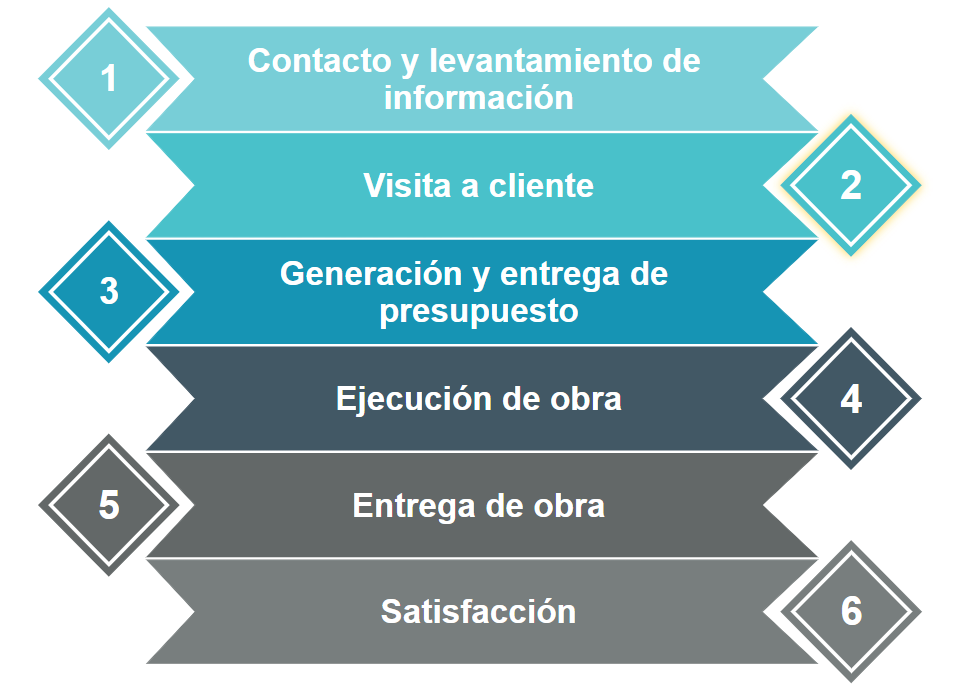 1
Contacto y levantamiento de
información
Visita a cliente
2
3
Generación y entrega de
presupuesto
Ejecución de obra
4
5
Entrega de obra
Satisfacción
6